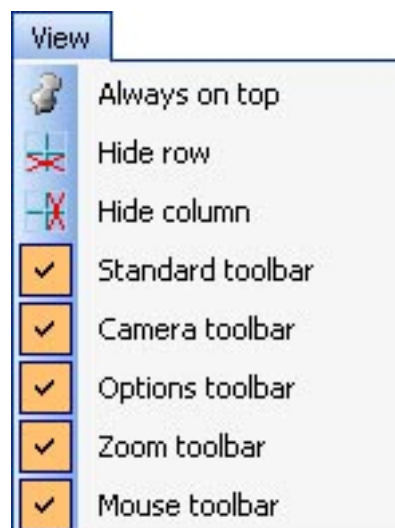 View
Always on top
Hide row
Hide column
Standard toolbar
Camera toolbar
Options toolbar
Zoom toolbar
Mouse toolbar